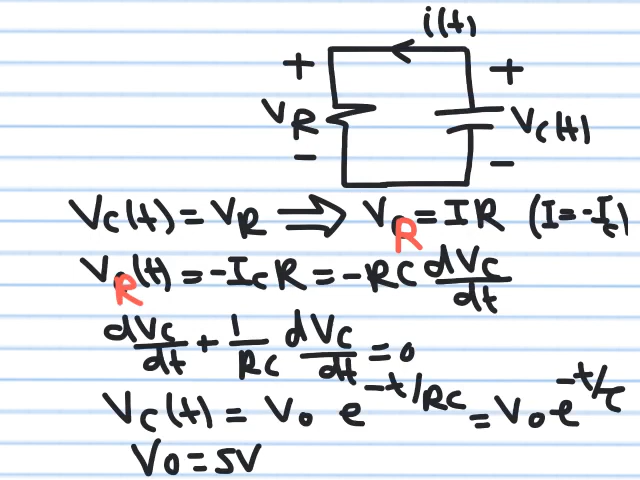 i(t)
+ +
VR Vc(t)
- -
Vc(t) = VR ⟹ VR = IR (I = -Ic)
VR(t) = -Ic R = -RC dVc/dt
dVc/dt + 1/RC dVc/dt = 0
Vc(t) = V0 e^-t/RC = V0 e^-t/τ
V0 = 5V